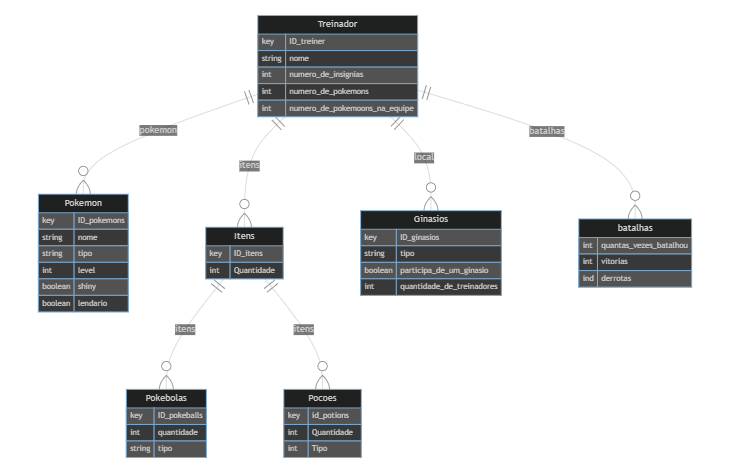 Treinador
key ID_treiner
string nome
int numero_de_insignias
int numero_de_pokemons
int numero_de_pokemoons_na_equipe
pokemon
itens
local
batalhas
Pokemon
key ID_pokemons
string nome
string tipo
int level
boolean shiny
boolean lendario
Itens
key ID_itens
int Quantidade
Ginasios
key ID_ginasios
string tipo
boolean participa_de_um_ginasio
int quantidade_de_treinadores
batalhas
int quantas_vezes_batalhou
int vitorias
ind derrotas
itens
itens
Pokebolas
key ID_pokeballs
int quantidade
string tipo
Pocoes
key id_potions
int Quantidade
int Tipo